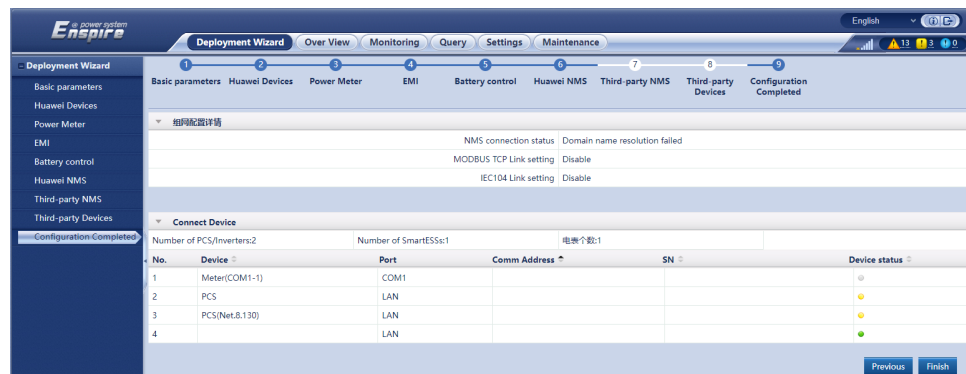 Enspire
e power system
English
Deployment Wizard
Over View
Monitoring
Query
Settings
Maintenance
13
3
0
Deployment Wizard
Basic parameters
Huawei Devices
Power Meter
EMI
Battery control
Huawei NMS
Third-party NMS
Third-party Devices
Configuration Completed
1 2 3 4 5 6 7 8 9
Basic parameters Huawei Devices Power Meter EMI Battery control Huawei NMS Third-party NMS Third-party Configuration
Devices Completed
组网配置详情
NMS connection status Domain name resolution failed
MODBUS TCP Link setting Disable
IEC104 Link setting Disable
Connect Device
Number of PCS/Inverters:2 Number of SmartESSs:1 电表个数:1
No. Device Port Comm Address SN Device status
1 Meter(COM1-1) COM1
2 PCS LAN
3 PCS(Net.8.130) LAN
4 LAN
Previous Finish